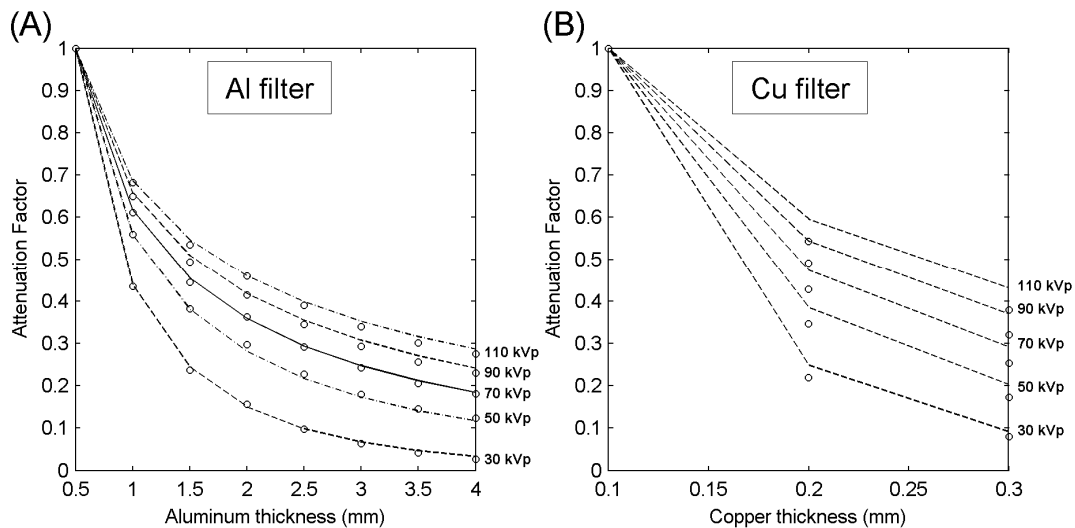 (A)
Al filter
Attenuation Factor
1
0.9
0.8
0.7
0.6
0.5
0.4
0.3
0.2
0.1
0
0.5 1 1.5 2 2.5 3 3.5 4
Aluminum thickness (mm)
110 kVp
90 kVp
70 kVp
50 kVp
30 kVp
(B)
Cu filter
Attenuation Factor
1
0.9
0.8
0.7
0.6
0.5
0.4
0.3
0.2
0.1
0
0.1 0.15 0.2 0.25 0.3
Copper thickness (mm)
110 kVp
90 kVp
70 kVp
50 kVp
30 kVp